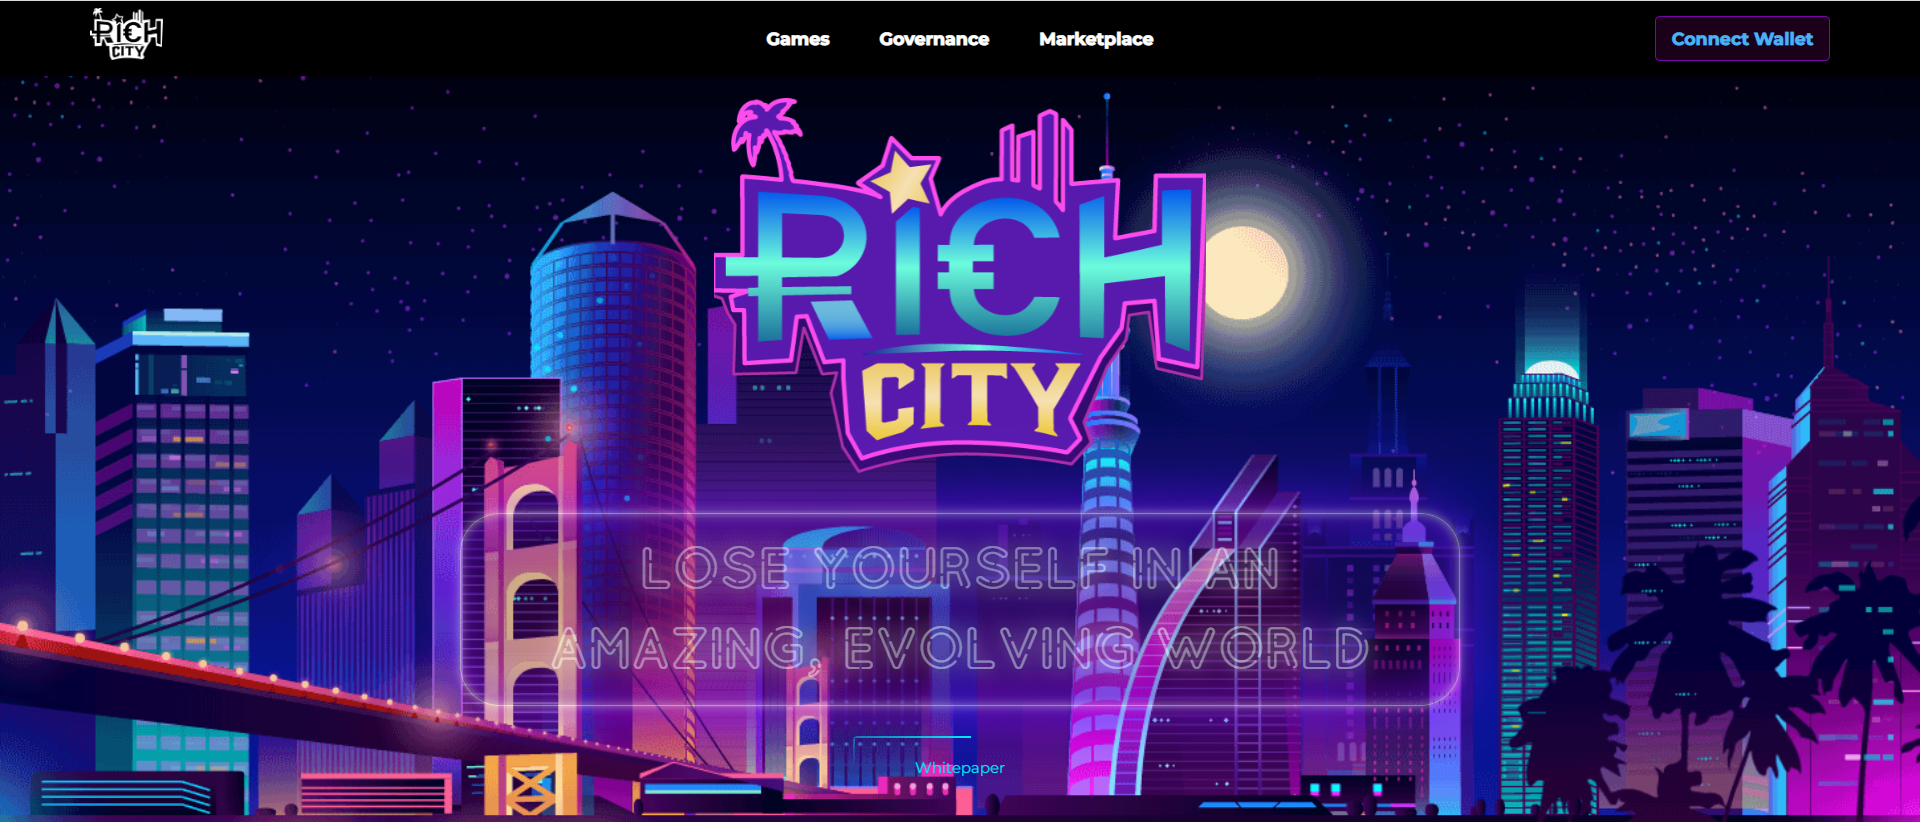 RI€H
CITY
Games
Governance
Marketplace
Connect Wallet
RI€H
CITY
LOSE YOURSELF IN AN
AMAZING, EVOLVING WORLD
Whitepaper